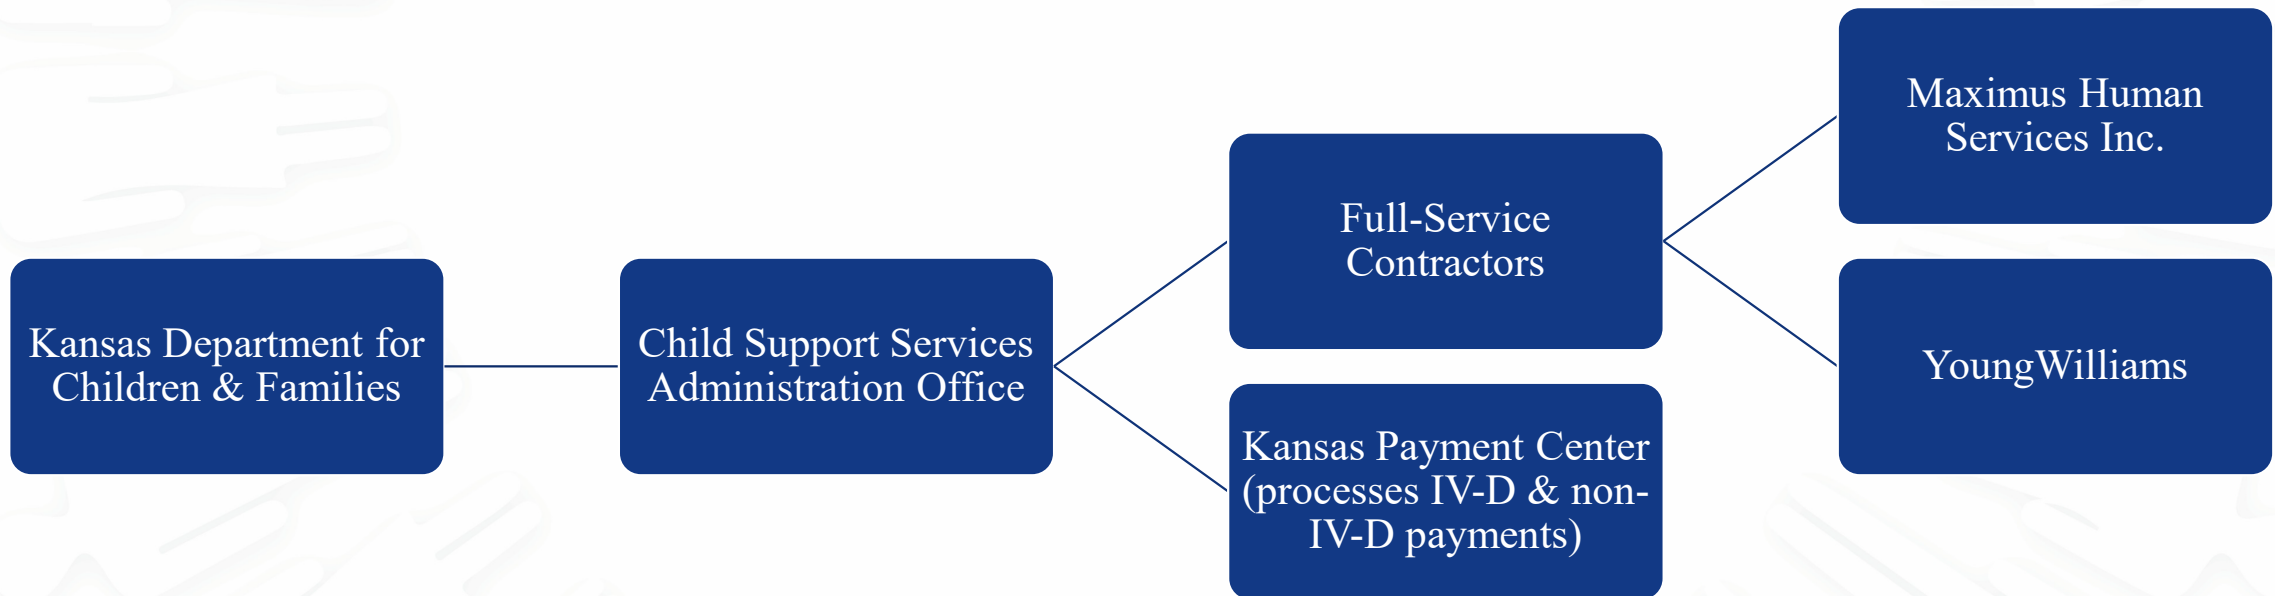 Kansas Department for
Children & Families
Child Support Services
Administration Office
Full-Service
Contractors
Kansas Payment Center
(processes IV-D & non-
IV-D payments)
Maximus Human
Services Inc.
YoungWilliams